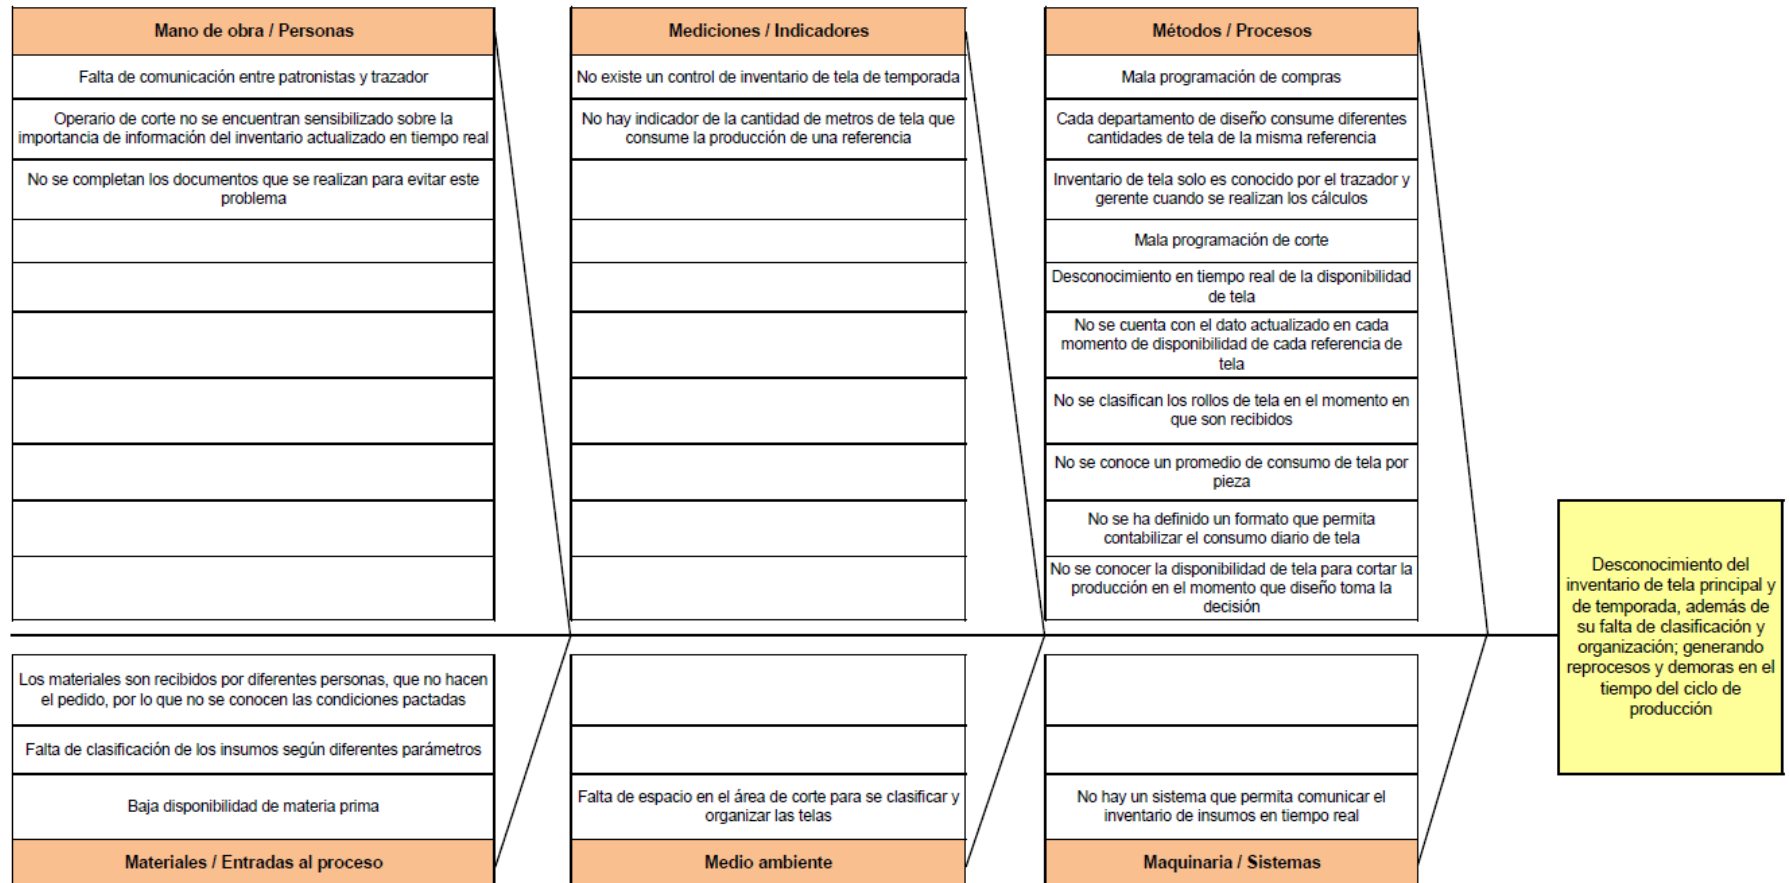 Mano de obra / Personas
Falta de comunicación entre patronistas y trazador
Operario de corte no se encuentran sensibilizado sobre la
importancia de información del inventario actualizado en tiempo real
No se completan los documentos que se realizan para evitar este
problema
Mediciones / Indicadores
No existe un control de inventario de tela de temporada
No hay indicador de la cantidad de metros de tela que
consume la producción de una referencia
Métodos / Procesos
Mala programación de compras
Cada departamento de diseño consume diferentes
cantidades de tela de la misma referencia
Inventario de tela solo es conocido por el trazador y
gerente cuando se realizan los cálculos
Mala programación de corte
Desconocimiento en tiempo real de la disponibilidad
de tela
No se cuenta con el dato actualizado en cada
momento de disponibilidad de cada referencia de
tela
No se clasifican los rollos de tela en el momento en
que son recibidos
No se conoce un promedio de consumo de tela por
pieza
No se ha definido un formato que permita
contabilizar el consumo diario de tela
No se conocer la disponibilidad de tela para cortar la
producción en el momento que diseño toma la
decisión
Desconocimiento del
inventario de tela principal y
de temporada, además de
su falta de clasificación y
organización; generando
reprocesos y demoras en el
tiempo del ciclo de
producción
Los materiales son recibidos por diferentes personas, que no hacen
el pedido, por lo que no se conocen las condiciones pactadas
Falta de clasificación de los insumos según diferentes parámetros
Baja disponibilidad de materia prima
Materiales / Entradas al proceso
Falta de espacio en el área de corte para se clasificar y
organizar las telas
Medio ambiente
No hay un sistema que permita comunicar el
inventario de insumos en tiempo real
Maquinaria / Sistemas